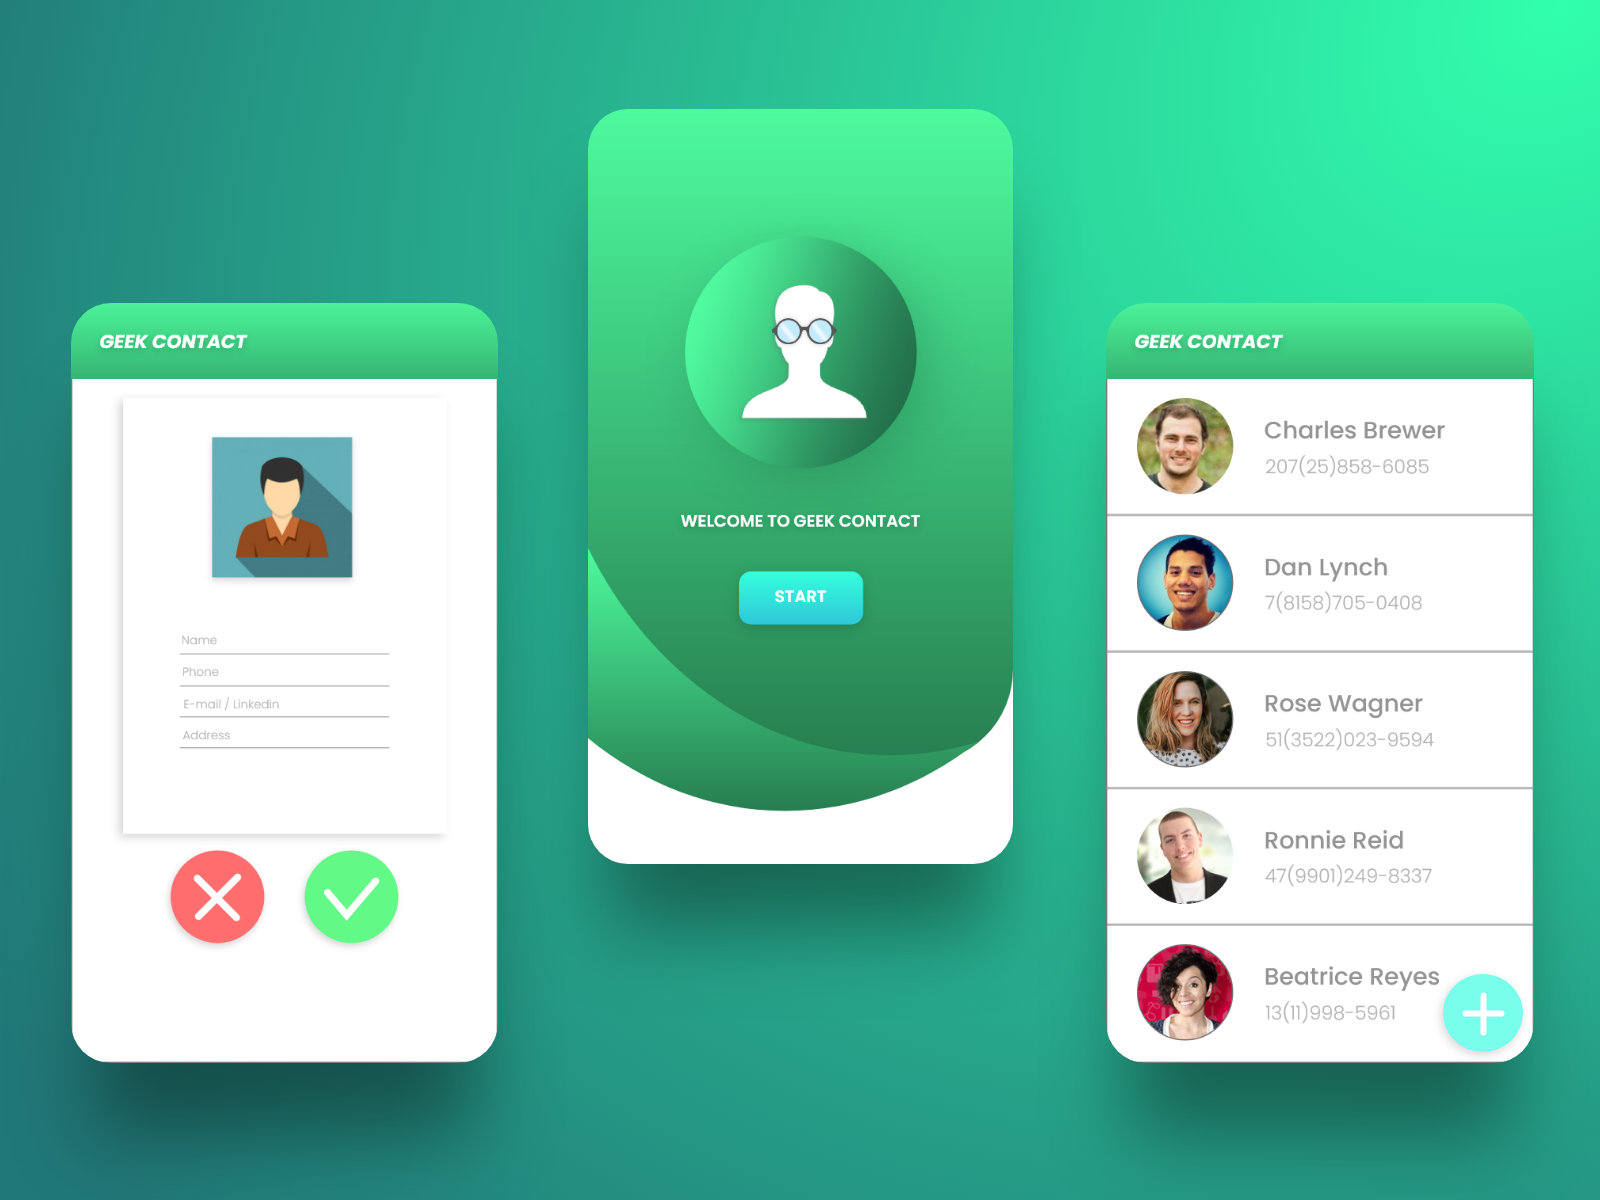 GEEK CONTACT
Name
Phone
E-mail / Linkedin
Address
WELCOME TO GEEK CONTACT
START
GEEK CONTACT
Charles Brewer
207(25)858-6085
Dan Lynch
7(8158)705-0408
Rose Wagner
51(3522)023-9594
Ronnie Reid
47(9901)249-8337
Beatrice Reyes
13(11)998-5961